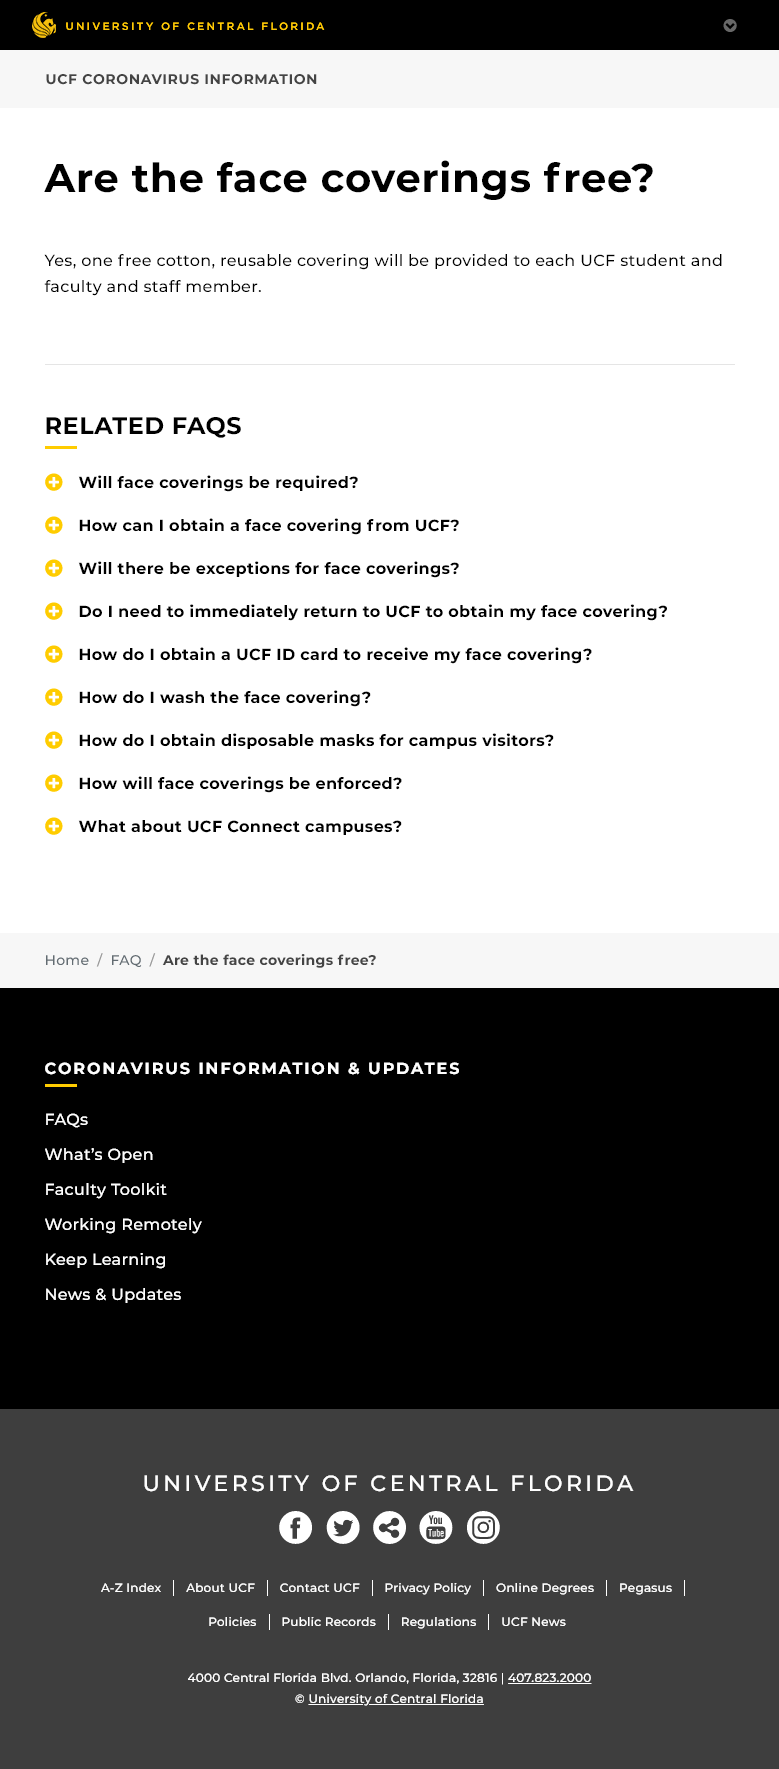 UNIVERSITY OF CENTRAL FLORIDA
UCF CORONAVIRUS INFORMATION
Are the face coverings free?
Yes, one free cotton, reusable covering will be provided to each UCF student and
faculty and staff member.
RELATED FAQS
Will face coverings be required?
How can I obtain a face covering from UCF?
Will there be exceptions for face coverings?
Do I need to immediately return to UCF to obtain my face covering?
How do I obtain a UCF ID card to receive my face covering?
How do I wash the face covering?
How do I obtain disposable masks for campus visitors?
How will face coverings be enforced?
What about UCF Connect campuses?
Home / FAQ / Are the face coverings free?
CORONAVIRUS INFORMATION & UPDATES
FAQs
What’s Open
Faculty Toolkit
Working Remotely
Keep Learning
News & Updates
UNIVERSITY OF CENTRAL FLORIDA
You
Tube
A-Z Index | About UCF | Contact UCF | Privacy Policy | Online Degrees | Pegasus |
Policies | Public Records | Regulations | UCF News
4000 Central Florida Blvd. Orlando, Florida, 32816 | 407.823.2000
© University of Central Florida